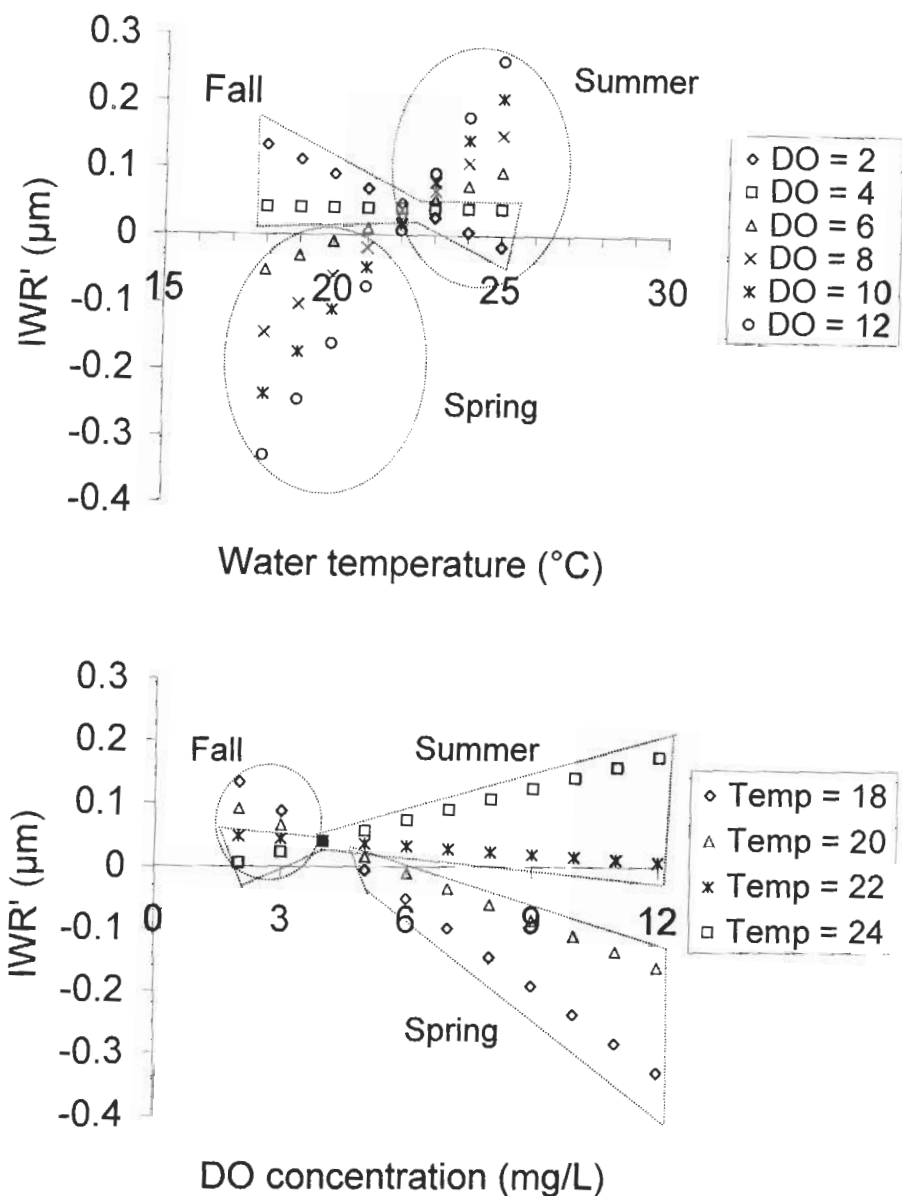 0.3
0.2
0.1
0
-0.1
-0.2
-0.3
-0.4
IWR' (µm)
Fall
Summer
Spring
15
20
25
30
Water temperature (°C)
DO = 2
DO = 4
DO = 6
DO = 8
DO = 10
DO = 12
0.3
0.2
0.1
0
-0.1
-0.2
-0.3
-0.4
IWR' (µm)
Fall
Summer
Spring
0
3
6
9
12
DO concentration (mg/L)
Temp = 18
Temp = 20
Temp = 22
Temp = 24